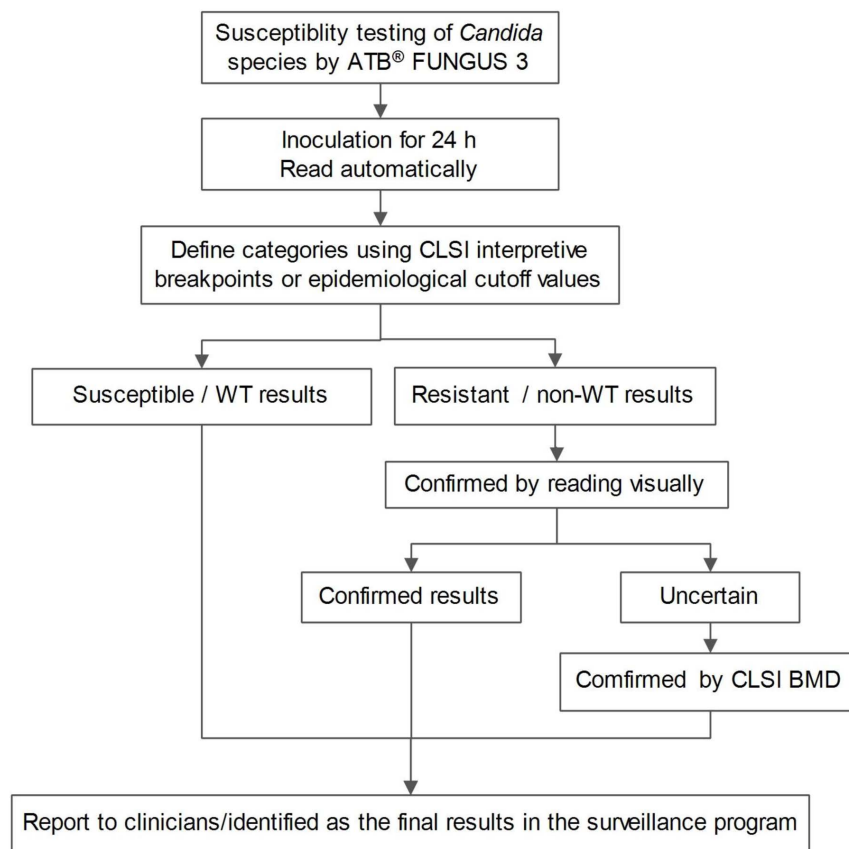 Susceptiblity testing of Candida
species by ATB® FUNGUS 3
Inoculation for 24 h
Read automatically
Define categories using CLSI interpretive
breakpoints or epidemiological cutoff values
Susceptible / WT results
Resistant / non-WT results
Confirmed by reading visually
Confirmed results
Uncertain
Comfirmed by CLSI BMD
Report to clinicians/identified as the final results in the surveillance program